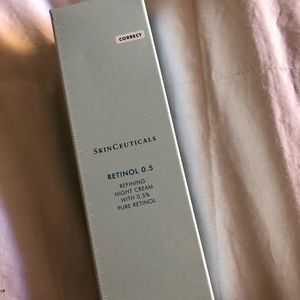 CORRECT
SKINCEUTICALS
RETINOL 0.5
REFINING
NIGHT CREAM
WITH 0.5%
PURE RETINOL